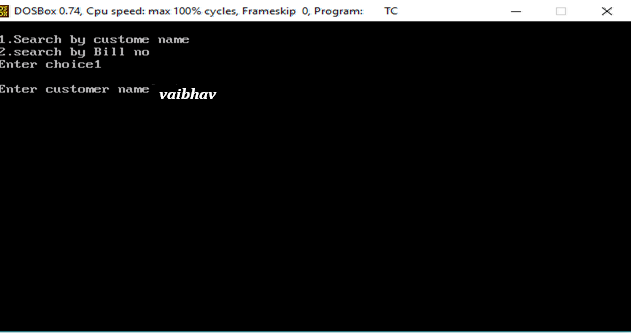 DOSBox 0.74, Cpu speed: max 100% cycles, Frameskip 0, Program: TC
1.Search by custome name
2.search by Bill no
Enter choice1
Enter customer name vaibhav